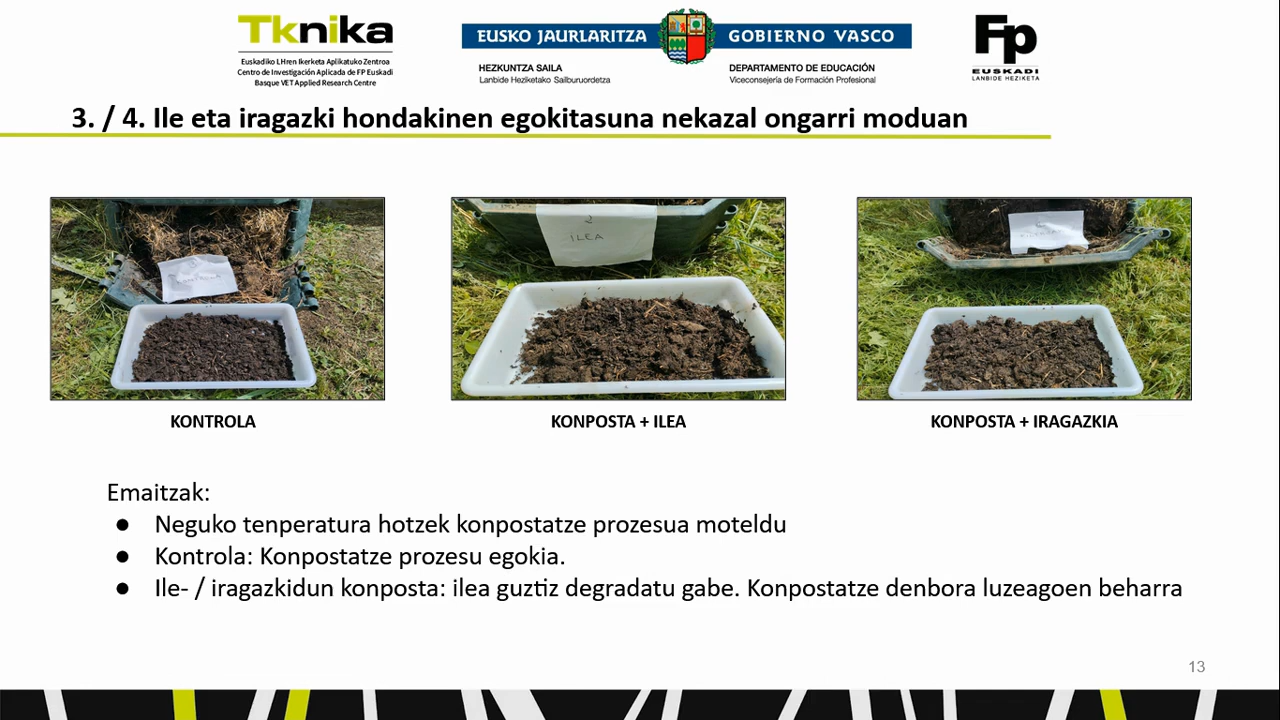 Tknika
Euskadiko LHren Ikerketa Aplikatuko Zentroa
Centro de Investigación Aplicada de FP Euskadi
Basque VET Applied Research Centre
EUSKO JAURLARITZA
GOBIERNO VASCO
HEZKUNTZA SAILA
Lanbide Heziketako Sailburuordetza
DEPARTAMENTO DE EDUCACIÓN
Viceconsejería de Formación Profesional
Fp
EUSKADI
LANBIDE HEZIKETA
3. / 4. Ile eta iragazki hondakinen egokitasuna nekazal ongarri moduan
2
ILEA
KONTROLA
KONPOSTA + ILEA
KONPOSTA + IRAGAZKIA
Emaitzak:
● Neguko tenperatura hotzek konpostatze prozesua moteldu
● Kontrola: Konpostatze prozesu egokia.
● Ile- / iragazkidun konposta: ilea guztiz degradatu gabe. Konpostatze denbora luzeagoen beharra
13